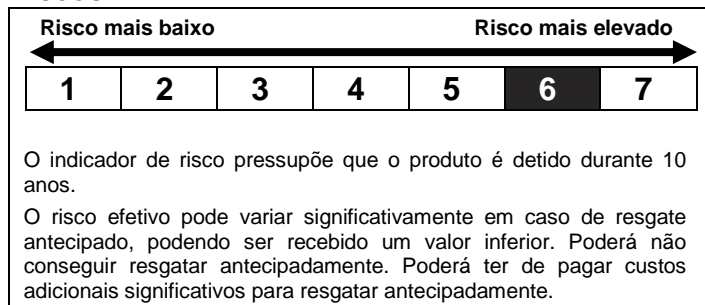 Risco mais baixo Risco mais elevado
1 2 3 4 5 6 7
O indicador de risco pressupõe que o produto é detido durante 10
anos.
O risco efetivo pode variar significativamente em caso de resgate
antecipado, podendo ser recebido um valor inferior. Poderá não
conseguir resgatar antecipadamente. Poderá ter de pagar custos
adicionais significativos para resgatar antecipadamente.